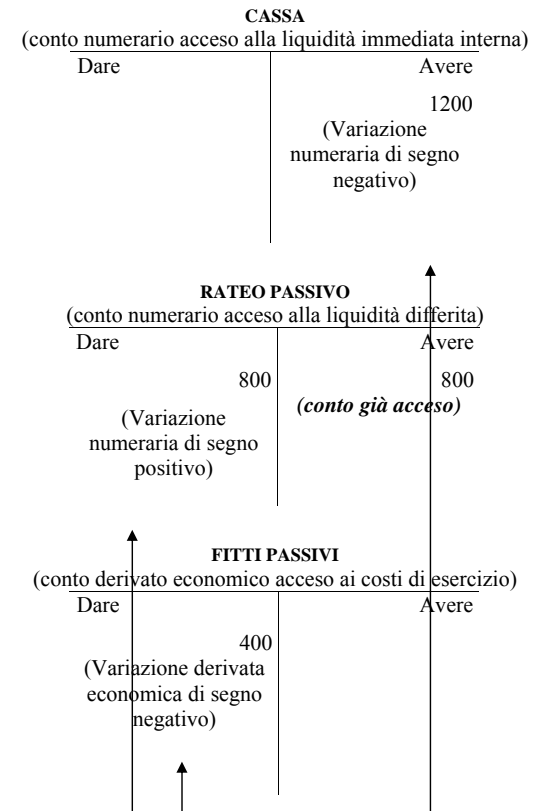 CASSA
(conto numerario acceso alla liquidità immediata interna)
Dare Avere
1200
(Variazione
numeraria di segno
negativo)
RATEO PASSIVO
(conto numerario acceso alla liquidità differita)
Dare Avere
800 800
(conto già acceso)
(Variazione
numeraria di segno
positivo)
FITTI PASSIVI
(conto derivato economico acceso ai costi di esercizio)
Dare Avere
400
(Variazione derivata
economica di segno
negativo)